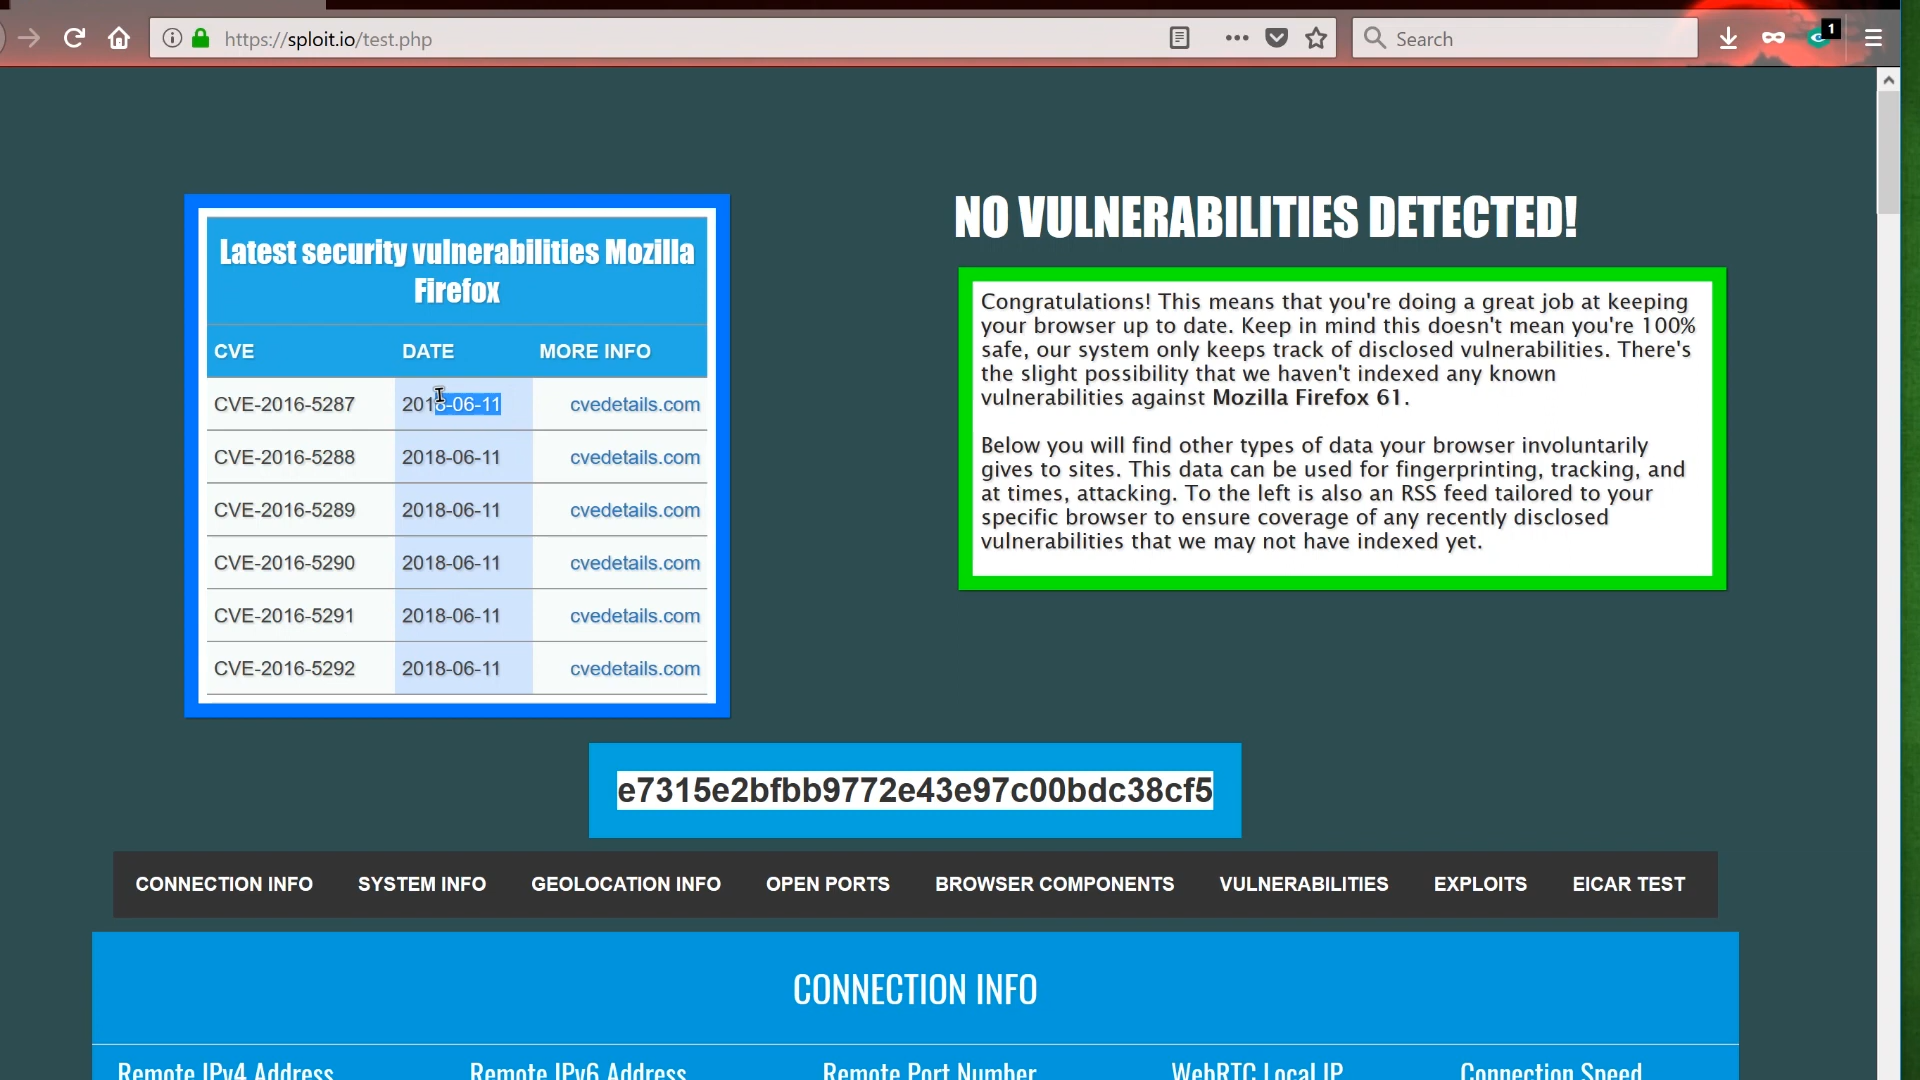 https://sploit.io/test.php
Search
1
Latest security vulnerabilities Mozilla
Firefox
CVE DATE MORE INFO
CVE-2016-5287 2018-06-11 cvedetails.com
CVE-2016-5288 2018-06-11 cvedetails.com
CVE-2016-5289 2018-06-11 cvedetails.com
CVE-2016-5290 2018-06-11 cvedetails.com
CVE-2016-5291 2018-06-11 cvedetails.com
CVE-2016-5292 2018-06-11 cvedetails.com
NO VULNERABILITIES DETECTED!
Congratulations! This means that you're doing a great job at keeping
your browser up to date. Keep in mind this doesn't mean you're 100%
safe, our system only keeps track of disclosed vulnerabilities. There's
the slight possibility that we haven't indexed any known
vulnerabilities against Mozilla Firefox 61.
Below you will find other types of data your browser involuntarily
gives to sites. This data can be used for fingerprinting, tracking, and
at times, attacking. To the left is also an RSS feed tailored to your
specific browser to ensure coverage of any recently disclosed
vulnerabilities that we may not have indexed yet.
e7315e2bfbb9772e43e97c00bdc38cf5
CONNECTION INFO SYSTEM INFO GEOLOCATION INFO OPEN PORTS BROWSER COMPONENTS VULNERABILITIES EXPLOITS EICAR TEST
CONNECTION INFO
Remote IPv4 Address Remote IPv6 Address Remote Port Number WebRTC Local IP Connection Speed